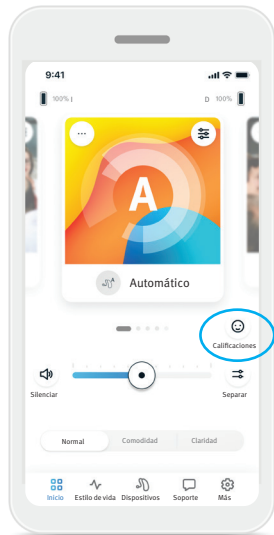 9:41
100% I
D 100%
...
A
Automático
Calificaciones
Silenciar
Separar
Normal Comodidad Claridad
Inicio Estilo de vida Dispositivos Soporte Más